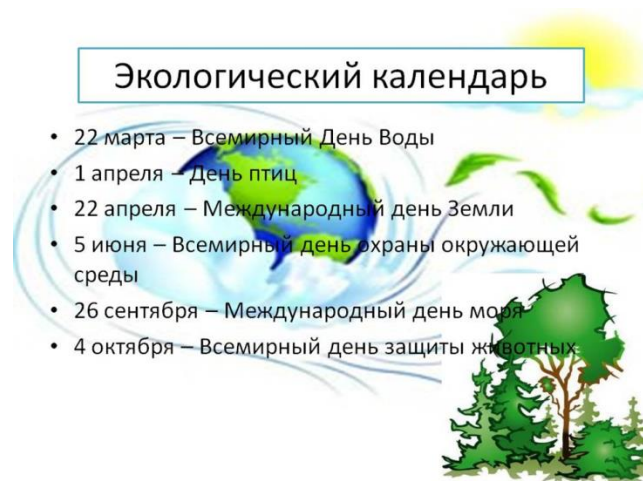 Экологический календарь
• 22 марта – Всемирный День Воды
• 1 апреля – День птиц
• 22 апреля – Международный день Земли
• 5 июня – Всемирный день охраны окружающей
среды
• 26 сентября – Международный день моря
• 4 октября – Всемирный день защиты животных